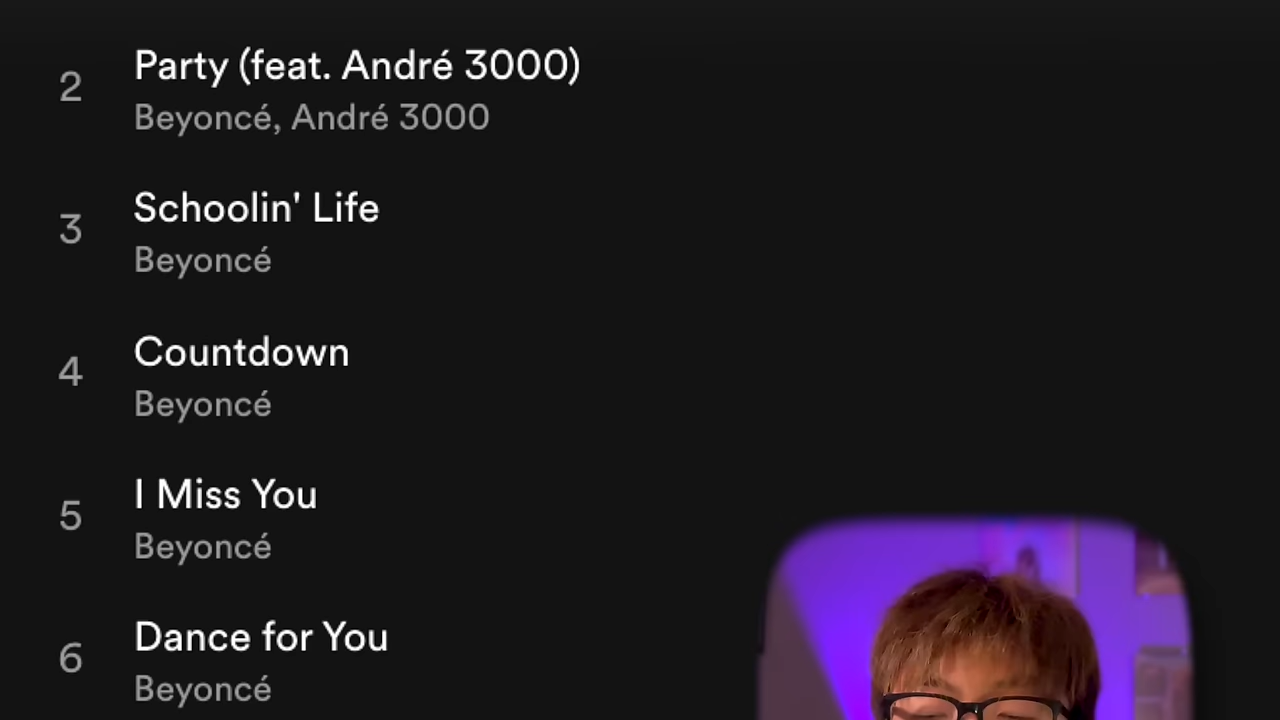 2
Party (feat. André 3000)
Beyoncé, André 3000
3
Schoolin' Life
Beyoncé
4
Countdown
Beyoncé
5
I Miss You
Beyoncé
6
Dance for You
Beyoncé